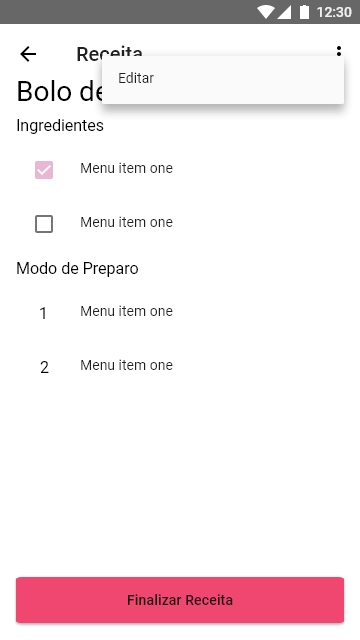 12:30
Receita
Editar
Bolo de
Ingredientes
Menu item one
Menu item one
Modo de Preparo
1 Menu item one
2 Menu item one
Finalizar Receita